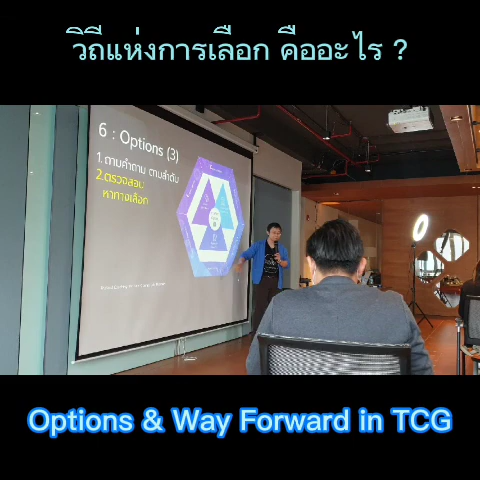 วิถีแห่งการเลือก คืออะไร ?
6 : Options (3)
1.ถามคำถาม ตามลำดับ
2.ตรวจสอบ
หาทางเลือก
Options & Way Forward in TCG